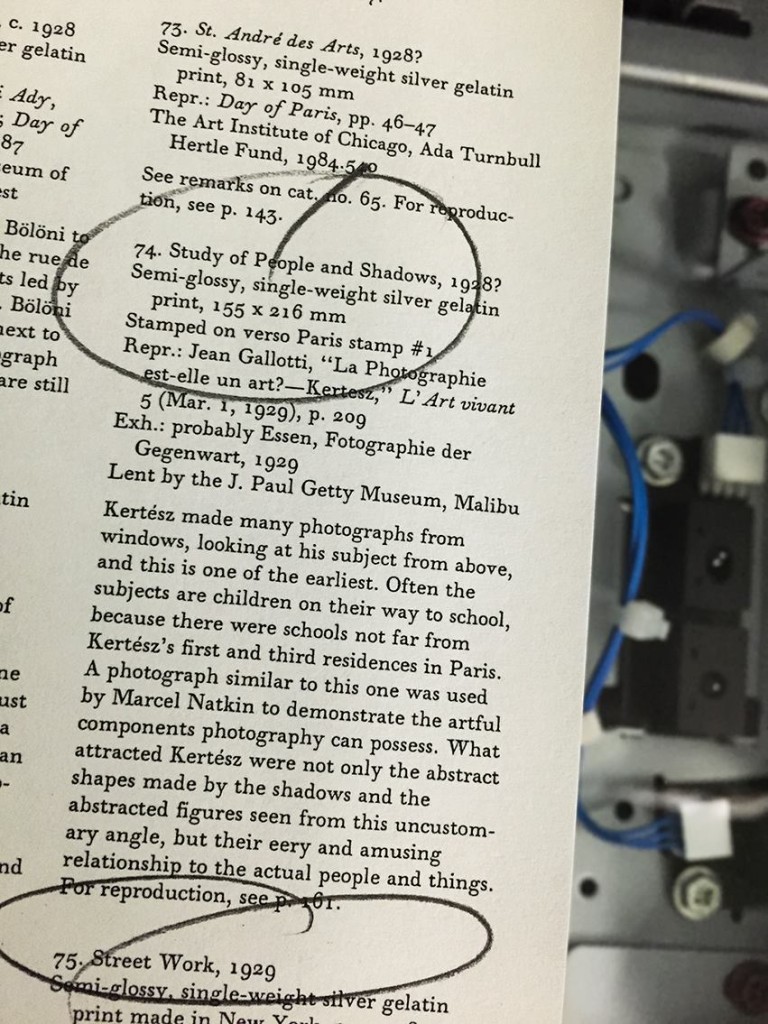 , c. 1928
er gelatin
: Ady,
; Day of
87
eum of
est
Bölöni to
he rue de
ts led by
. Bölöni
next to
graph
are still
tin
of
ne
ust
a
an
nd
73. St. André des Arts, 1928?
Semi-glossy, single-weight silver gelatin
print, 81 x 105 mm
Repr.: Day of Paris, pp. 46–47
The Art Institute of Chicago, Ada Turnbull
Hertle Fund, 1984.540
See remarks on cat. no. 65. For reproduc-
tion, see p. 143.
74. Study of People and Shadows, 1928?
Semi-glossy, single-weight silver gelatin
print, 155 x 216 mm
Stamped on verso Paris stamp #1
Repr.: Jean Gallotti, “La Photographie
est-elle un art?—Kertesz,” L’Art vivant
5 (Mar. 1, 1929), p. 209
Exh.: probably Essen, Fotographie der
Gegenwart, 1929
Lent by the J. Paul Getty Museum, Malibu
Kertész made many photographs from
windows, looking at his subject from above,
and this is one of the earliest. Often the
subjects are children on their way to school,
because there were schools not far from
Kertész’s first and third residences in Paris.
A photograph similar to this one was used
by Marcel Natkin to demonstrate the artful
components photography can possess. What
attracted Kertész were not only the abstract
shapes made by the shadows and the
abstracted figures seen from this uncustom-
ary angle, but their eery and amusing
relationship to the actual people and things.
For reproduction, see p. 161.
75. Street Work, 1929
Semi-glossy, single-weight silver gelatin
print made in New York